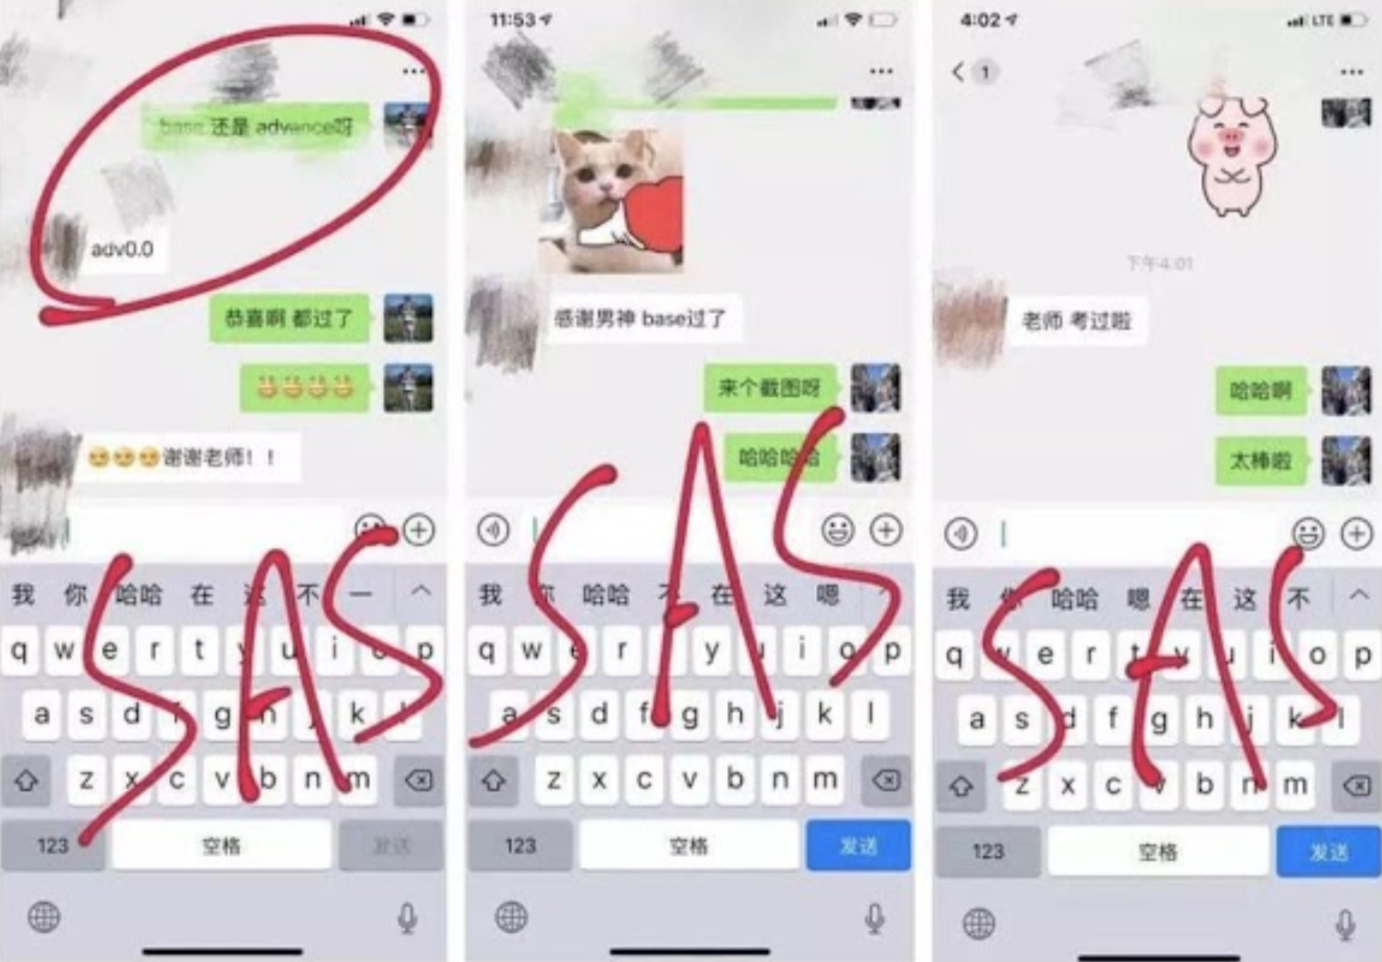 base 还是 advance呀
adv0.0
恭喜啊 都过了
谢谢老师！！
我 你 哈哈 在 这 不 一
q w e r t y u i o p
a s d f g h j k l
z x c v b n m
123 空格 发送
SAS
11:53
感谢男神 base过了
来个截图呀
哈哈哈哈
我 你 哈哈 不 在 这 嗯
q w e r y u i o p
a s d f g h j k l
z x c v b n m
123 空格 发送
SAS
4:02 LTE
1
下午4:01
老师 考过啦
哈哈啊
太棒啦
我 你 哈哈 嗯 在 这 不
q w e r t y u i o p
a s d f g h j k l
z x c v b n m
123 空格 发送
SAS